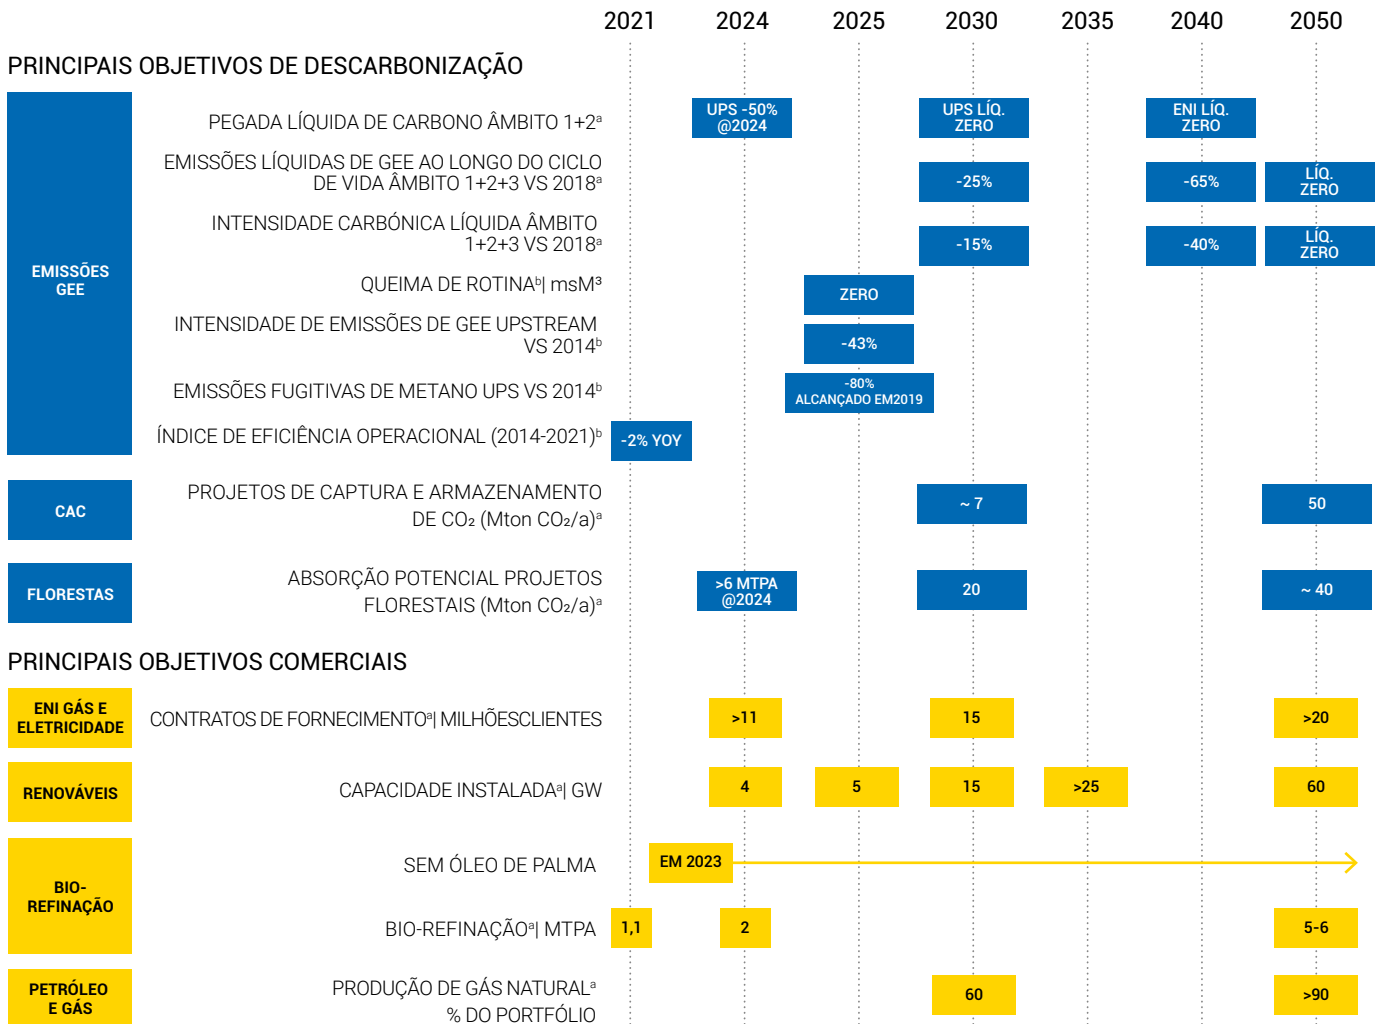 2021 2024 2025 2030 2035 2040 2050
PRINCIPAIS OBJETIVOS DE DESCARBONIZAÇÃO
EMISSÕES
GEE
PEGADA LÍQUIDA DE CARBONO ÂMBITO 1+2ᵃ
UPS -50%
@2024
UPS LÍQ.
ZERO
ENI LÍQ.
ZERO
EMISSÕES LÍQUIDAS DE GEE AO LONGO DO CICLO
DE VIDA ÂMBITO 1+2+3 VS 2018ᵃ
-25%
-65%
LÍQ.
ZERO
INTENSIDADE CARBÓNICA LÍQUIDA ÂMBITO
1+2+3 VS 2018ᵃ
-15%
-40%
LÍQ.
ZERO
QUEIMA DE ROTINAᵇ| msM³
ZERO
INTENSIDADE DE EMISSÕES DE GEE UPSTREAM
VS 2014ᵇ
-43%
EMISSÕES FUGITIVAS DE METANO UPS VS 2014ᵇ
-80%
ALCANÇADO EM2019
ÍNDICE DE EFICIÊNCIA OPERACIONAL (2014-2021)ᵇ
-2% YOY
CAC
PROJETOS DE CAPTURA E ARMAZENAMENTO
DE CO₂ (Mton CO₂/a)ᵃ
~ 7
50
FLORESTAS
ABSORÇÃO POTENCIAL PROJETOS
FLORESTAIS (Mton CO₂/a)ᵃ
>6 MTPA
@2024
20
~ 40
PRINCIPAIS OBJETIVOS COMERCIAIS
ENI GÁS E
ELETRICIDADE
CONTRATOS DE FORNECIMENTOᵃ| MILHÕESCLIENTES
>11
15
>20
RENOVÁVEIS
CAPACIDADE INSTALADAᵃ| GW
4
5
15
>25
60
BIO-
REFINAÇÃO
SEM ÓLEO DE PALMA
EM 2023
BIO-REFINAÇÃOᵃ| MTPA
1,1
2
5-6
PETRÓLEO
E GÁS
PRODUÇÃO DE GÁS NATURALᵃ
% DO PORTFÓLIO
60
>90